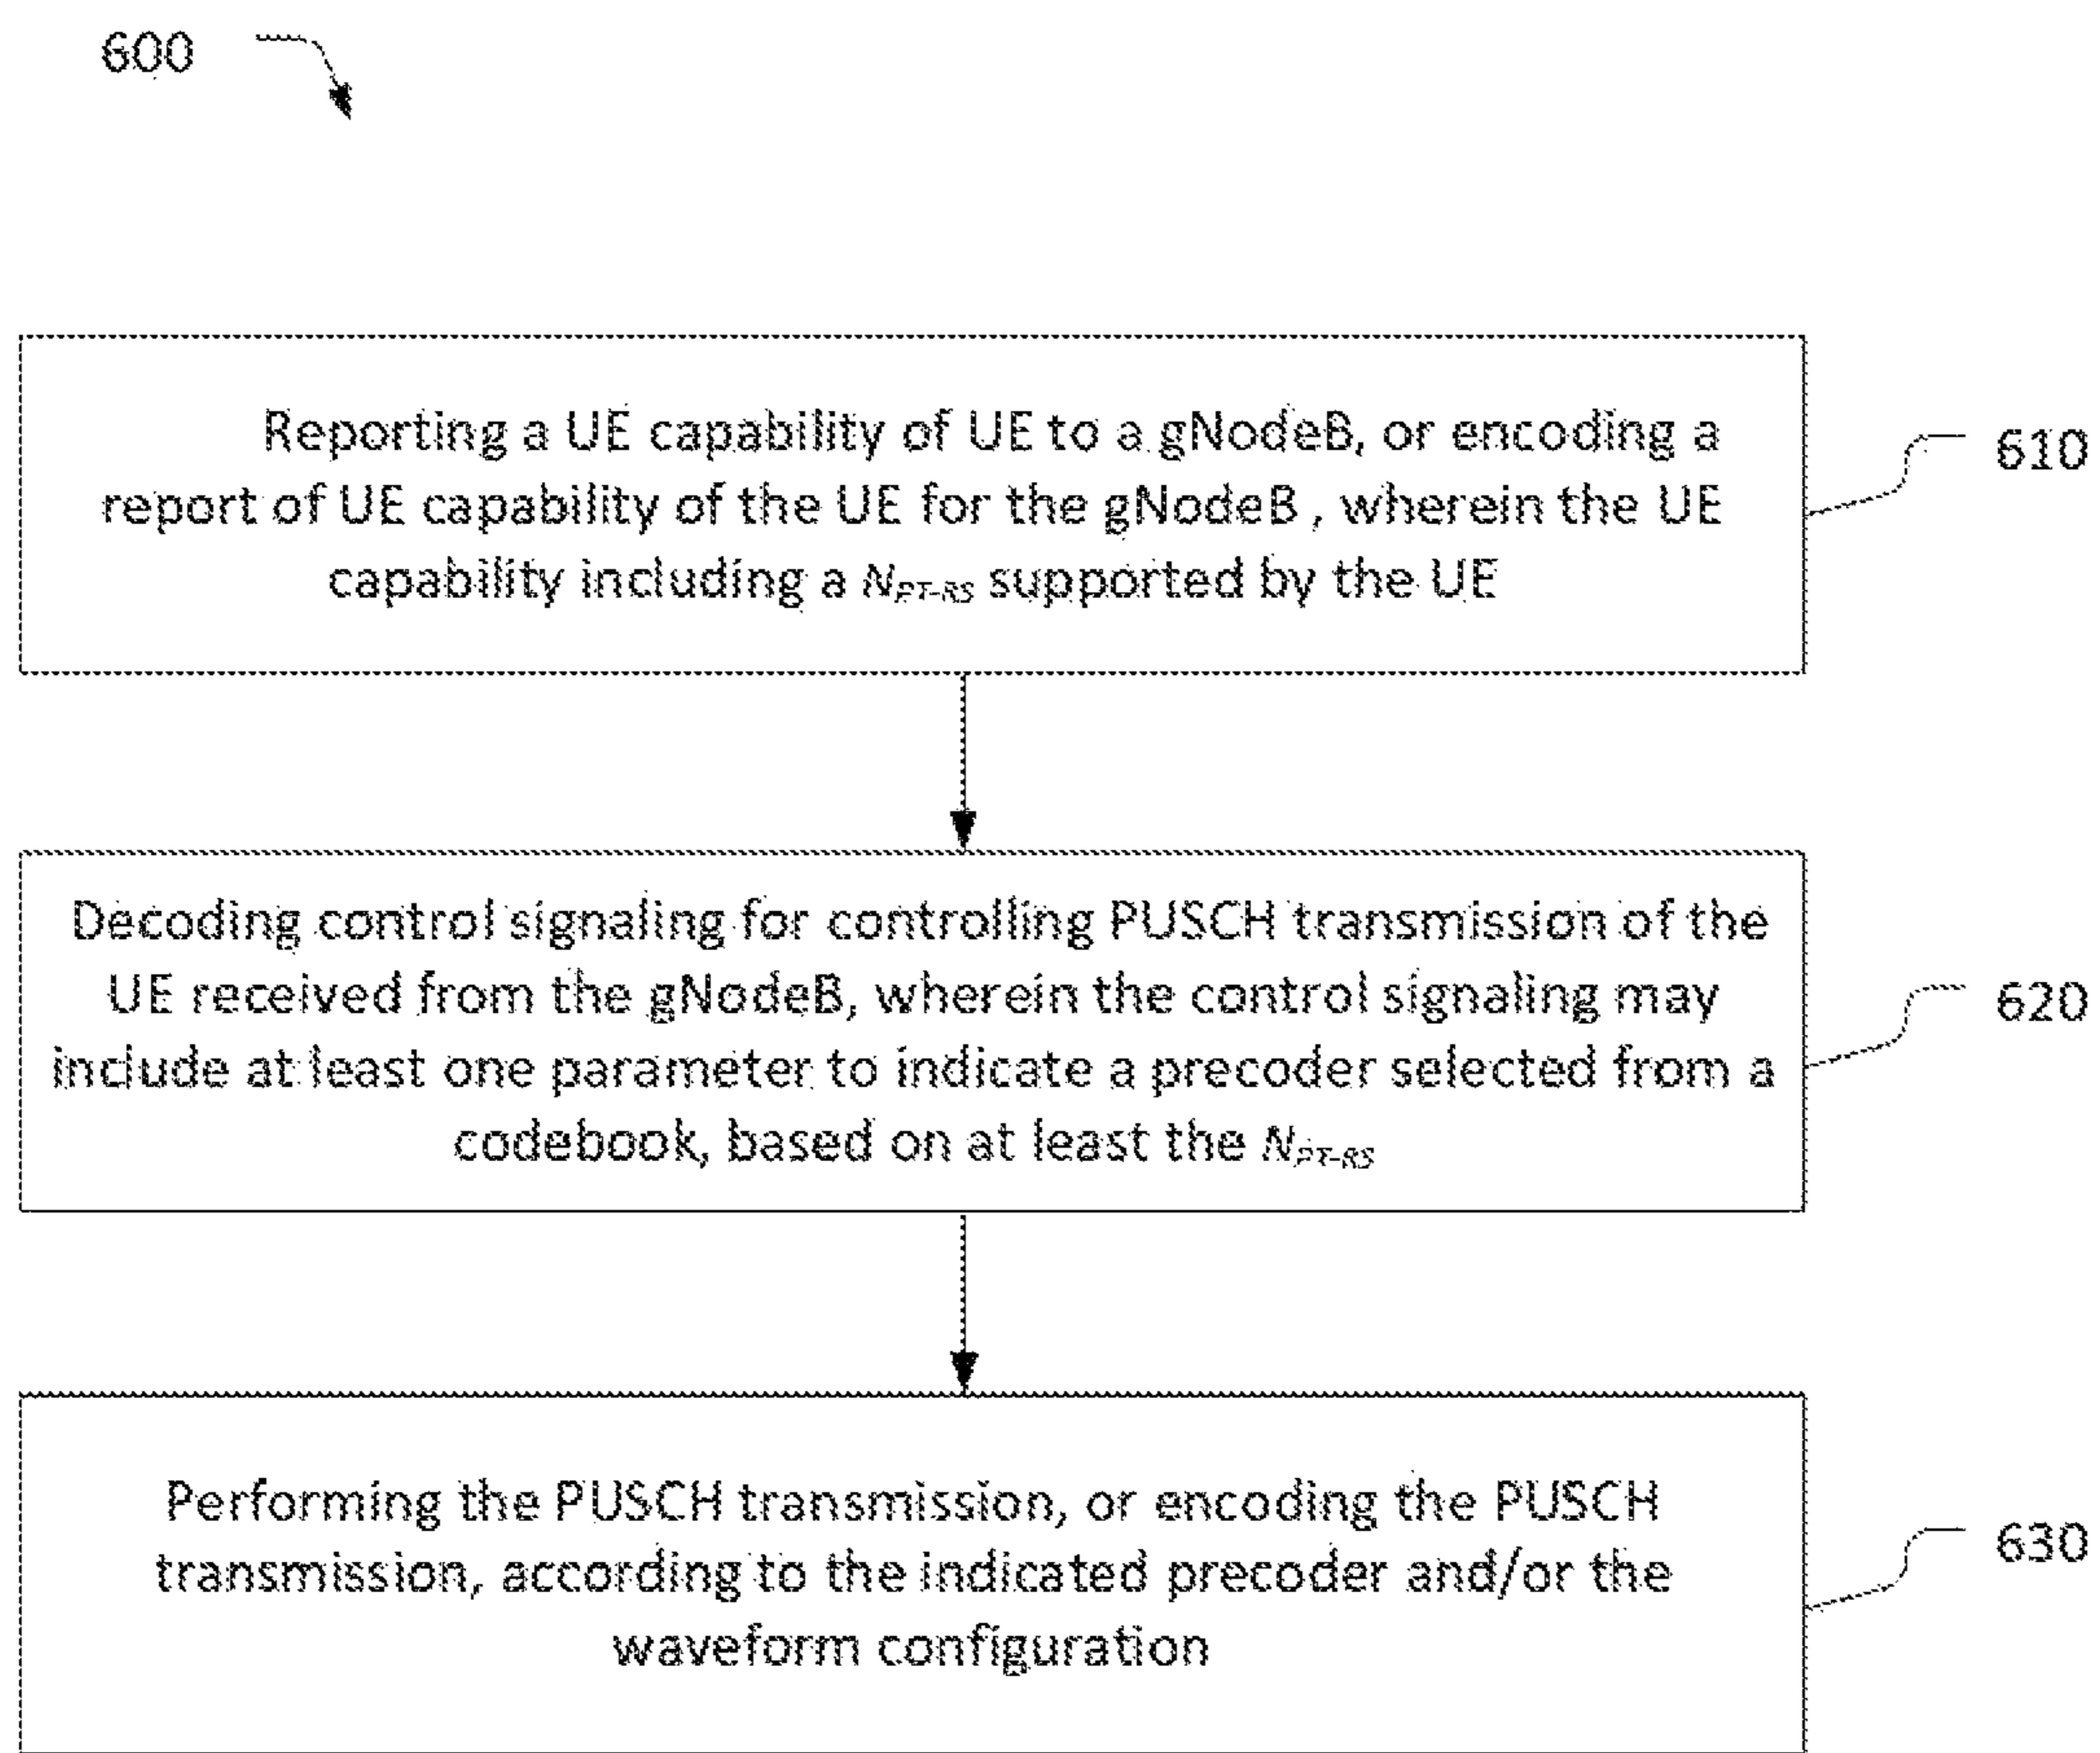 600
Reporting a UE capability of UE to a gNodeB, or encoding a
report of UE capability of the UE for the gNodeB , wherein the UE
capability including a N_PT-RS supported by the UE
610
Decoding control signaling for controlling PUSCH transmission of the
UE received from the gNodeB, wherein the control signaling may
include at least one parameter to indicate a precoder selected from a
codebook, based on at least the N_PT-RS
620
Performing the PUSCH transmission, or encoding the PUSCH
transmission, according to the indicated precoder and/or the
waveform configuration
630